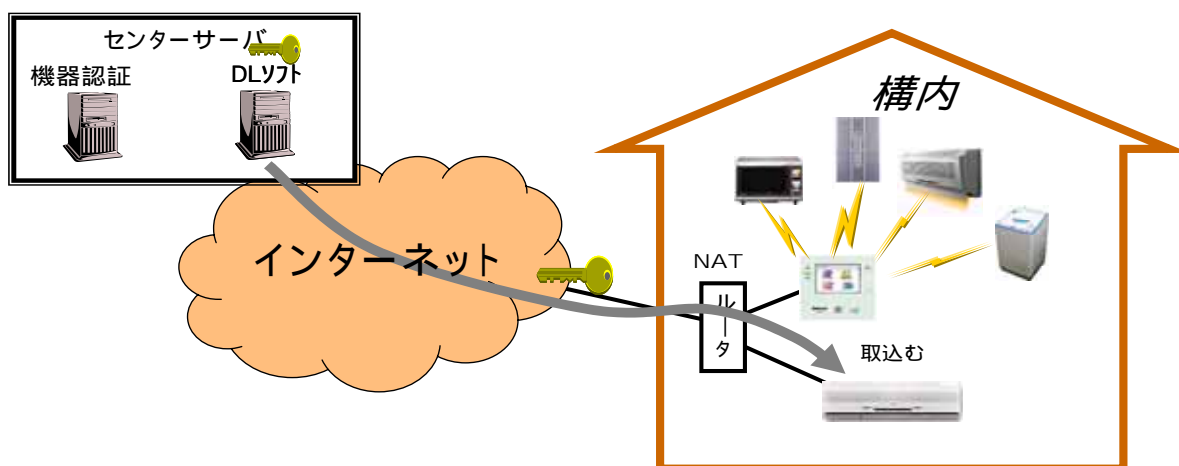 センターサーバ
機器認証
DLソフト
構内
インターネット
NAT
ルータ
取込む